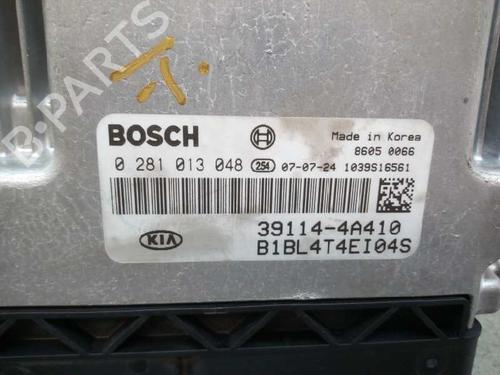 B-PARTS
BOSCH
Made in Korea
8605 0066
0 281 013 048 254 07-07-24 1039S16561
KIA
39114-4A410
B1BL4T4EI04S